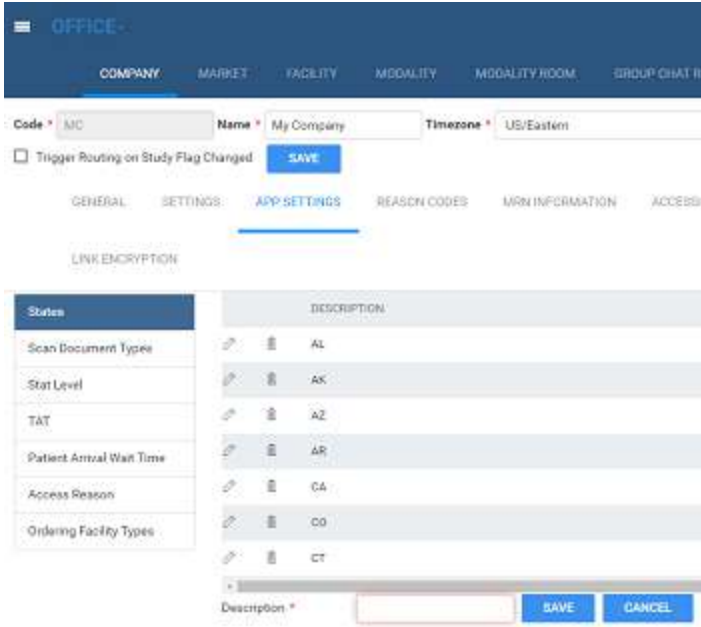 OFFICE-
COMPANY MARKET FACILITY MODALITY MODALITY ROOM GROUP CHAT R
Code * MC Name * My Company Timezone * US/Eastern
Trigger Routing on Study Flag Changed SAVE
GENERAL SETTINGS APP SETTINGS REASON CODES MRN INFORMATION ACCESSI
LINK ENCRYPTION
States DESCRIPTION
Scan Document Types AL
Stat Level AK
TAT AZ
Patient Arrival Wait Time AR
Access Reason CA
Ordering Facility Types CO
CT
Description * SAVE CANCEL